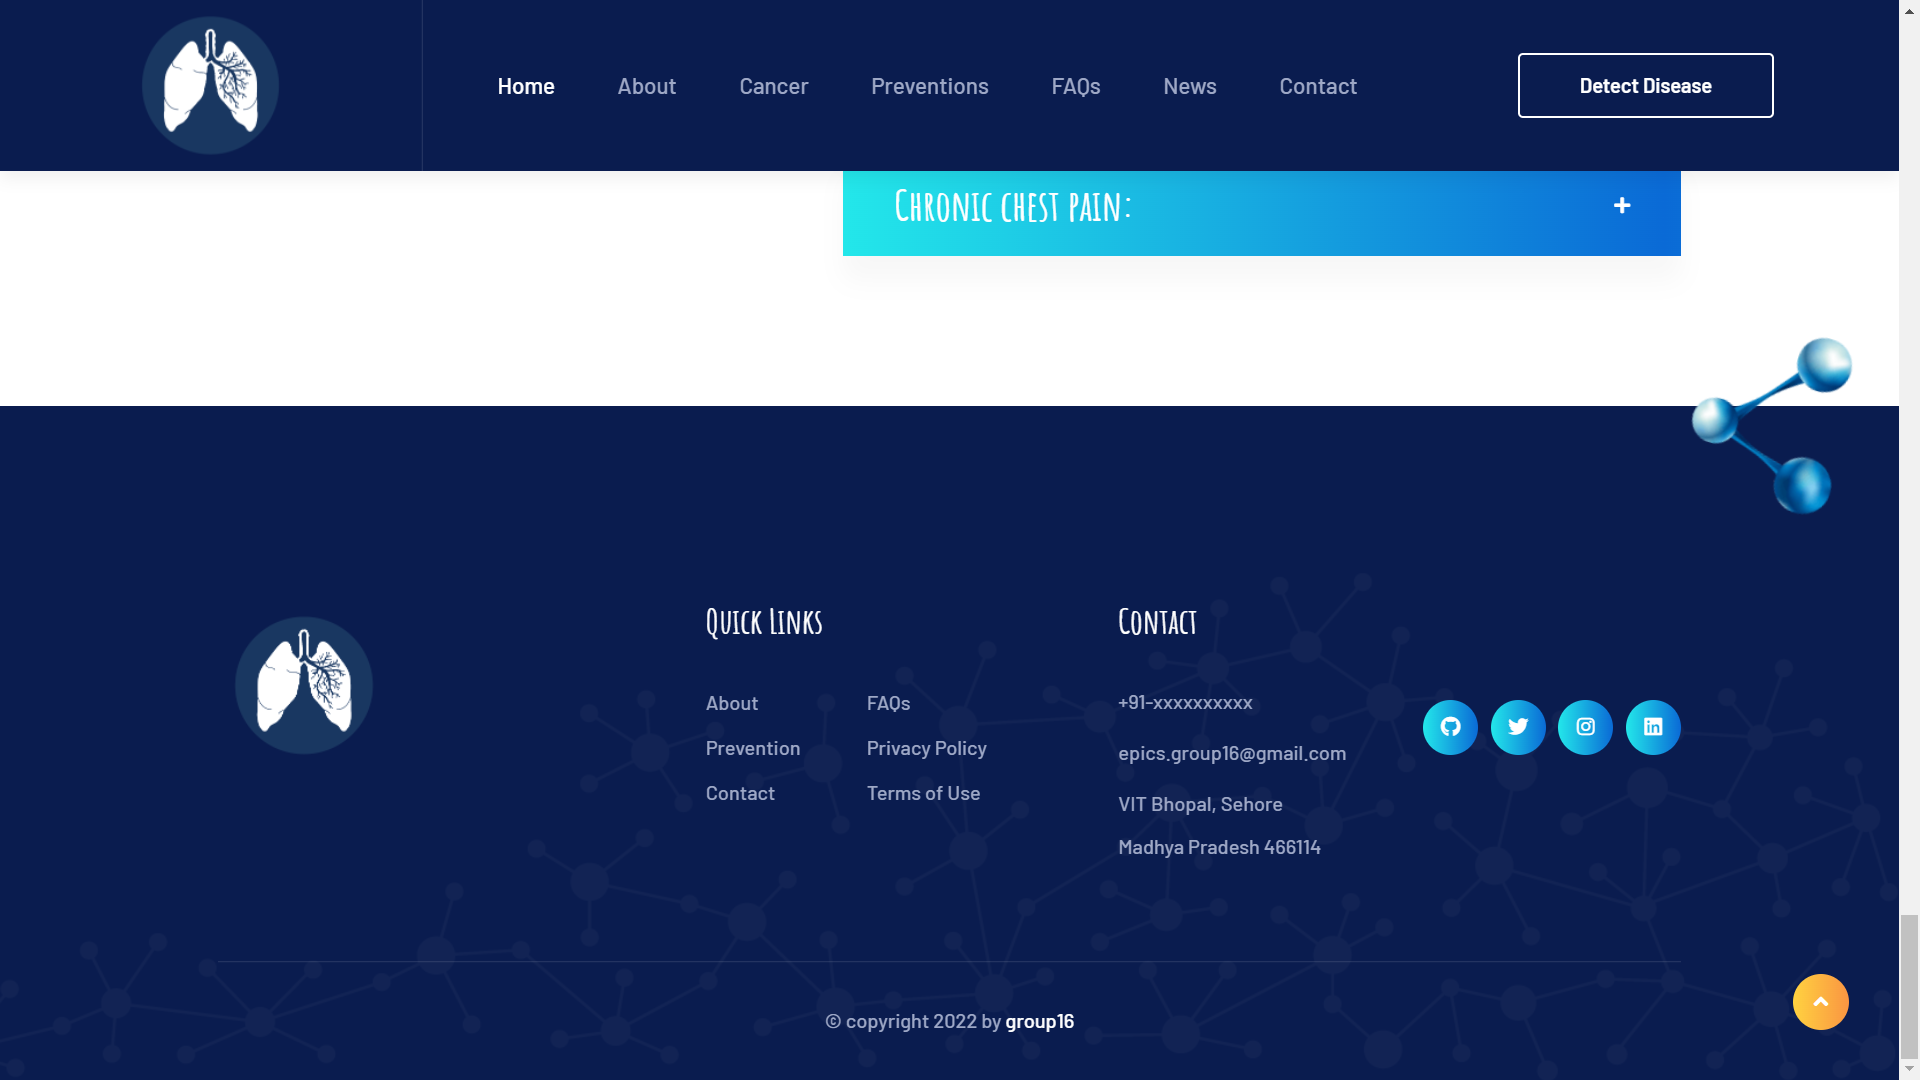 Home
About
Cancer
Preventions
FAQs
News
Contact
Detect Disease
Chronic chest pain:
Quick Links
About
Prevention
Contact
FAQs
Privacy Policy
Terms of Use
Contact
+91-xxxxxxxxxx
epics.group16@gmail.com
VIT Bhopal, Sehore
Madhya Pradesh 466114
© copyright 2022 by group16